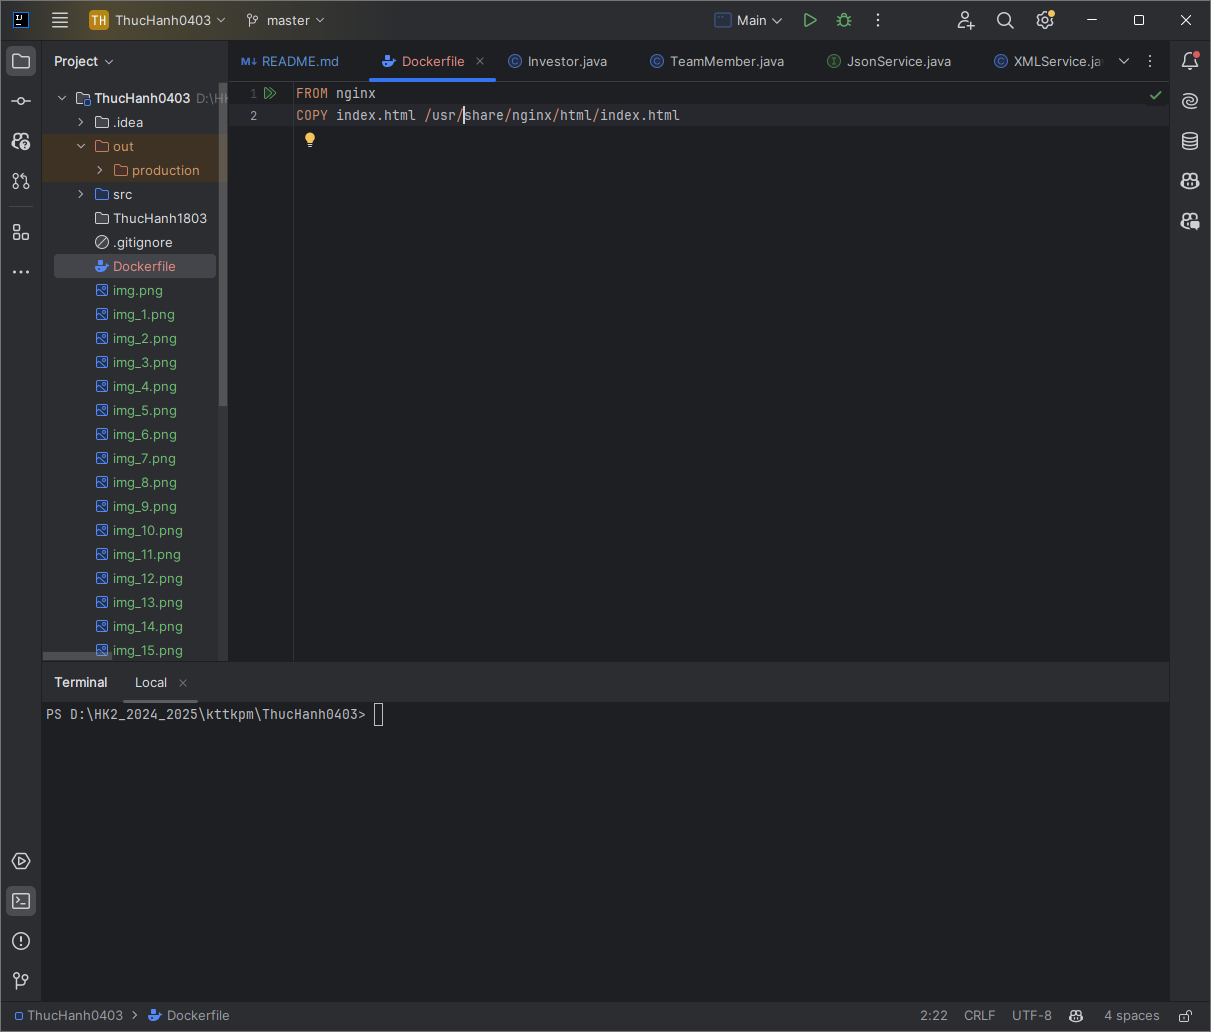 TH ThucHanh0403 master Main
Project
README.md Dockerfile Investor.java TeamMember.java JsonService.java XMLService.ja
ThucHanh0403 D:\HK
.idea
out
production
src
ThucHanh1803
.gitignore
Dockerfile
img.png
img_1.png
img_2.png
img_3.png
img_4.png
img_5.png
img_6.png
img_7.png
img_8.png
img_9.png
img_10.png
img_11.png
img_12.png
img_13.png
img_14.png
img_15.png
1 FROM nginx
2 COPY index.html /usr/share/nginx/html/index.html
Terminal Local
PS D:\HK2_2024_2025\kttkpm\ThucHanh0403>
ThucHanh0403 > Dockerfile 2:22 CRLF UTF-8 4 spaces